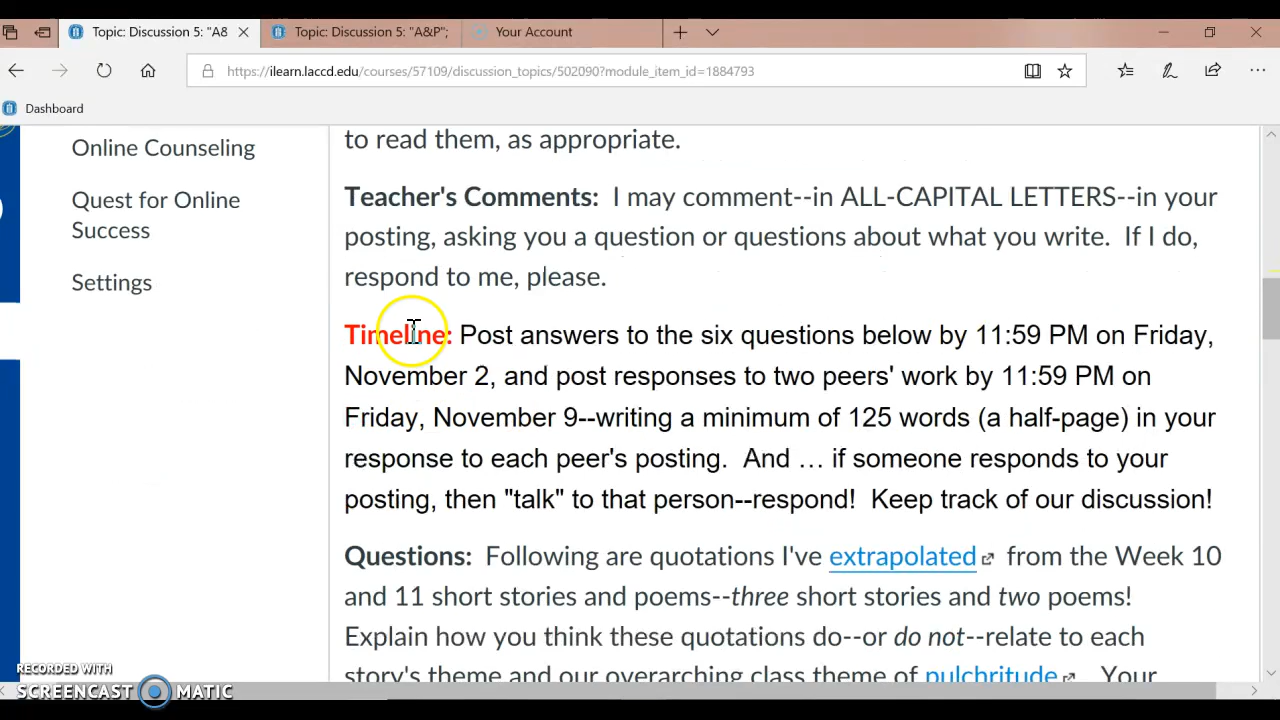 Topic: Discussion 5: "A&
Topic: Discussion 5: "A&P";
Your Account
https://ilearn.laccd.edu/courses/57109/discussion_topics/502090?module_item_id=1884793
Dashboard
Online Counseling
Quest for Online
Success
Settings
to read them, as appropriate.
Teacher's Comments: I may comment--in ALL-CAPITAL LETTERS--in your
posting, asking you a question or questions about what you write. If I do,
respond to me, please.
Timeline: Post answers to the six questions below by 11:59 PM on Friday,
November 2, and post responses to two peers' work by 11:59 PM on
Friday, November 9--writing a minimum of 125 words (a half-page) in your
response to each peer's posting. And … if someone responds to your
posting, then "talk" to that person--respond! Keep track of our discussion!
Questions: Following are quotations I've extrapolated from the Week 10
and 11 short stories and poems--three short stories and two poems!
Explain how you think these quotations do--or do not--relate to each
story's theme and our overarching class theme of pulchritude . Your
RECORDED WITH
SCREENCAST MATIC